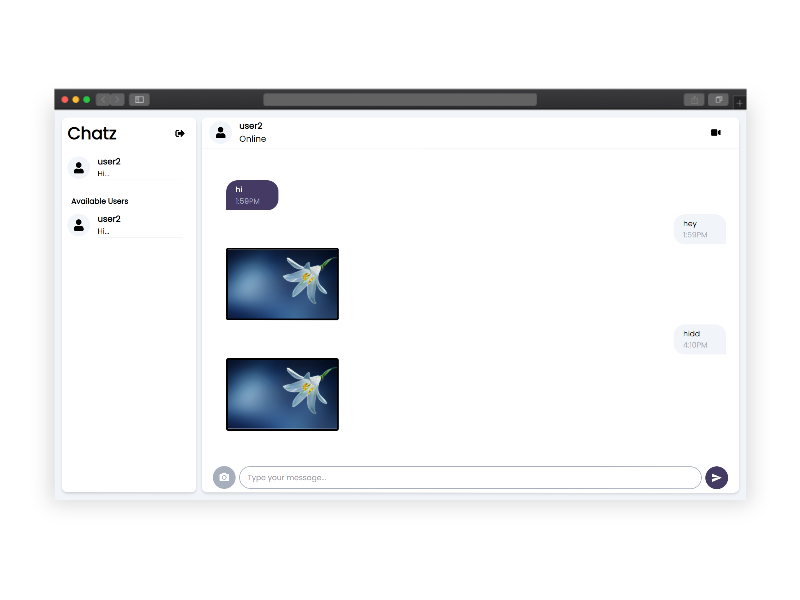 Chatz
user2
Hi...
Available Users
user2
Hi...
user2
Online
hi
1:59PM
hey
1:59PM
hidd
4:10PM
Type your message...